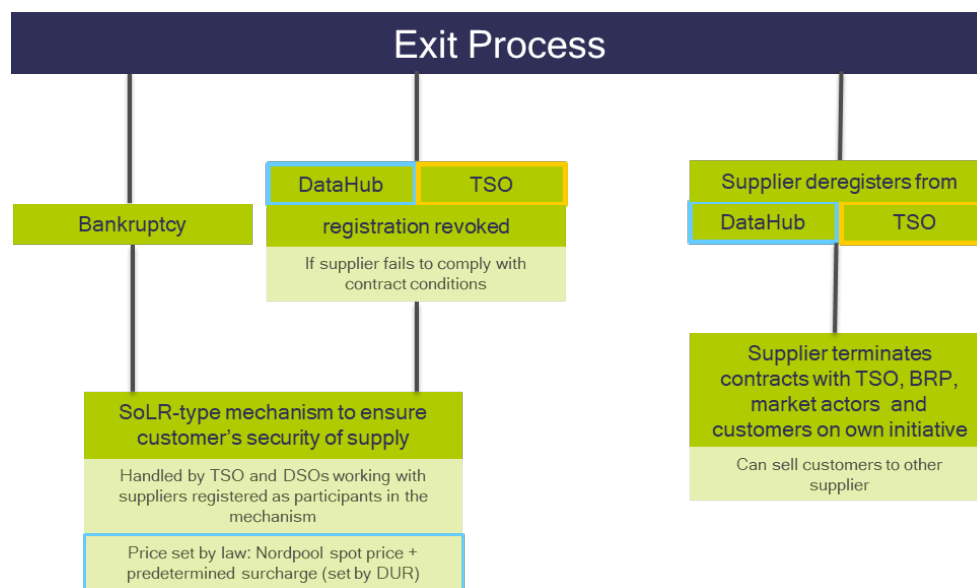 Exit Process
Bankruptcy
DataHub
TSO
registration revoked
If supplier fails to comply with
contract conditions
SoLR-type mechanism to ensure
customer's security of supply
Handled by TSO and DSOs working with
suppliers registered as participants in the
mechanism
Price set by law: Nordpool spot price +
predetermined surcharge (set by DUR)
Supplier deregisters from
DataHub
TSO
Supplier terminates
contracts with TSO, BRP,
market actors and
customers on own initiative
Can sell customers to other
supplier